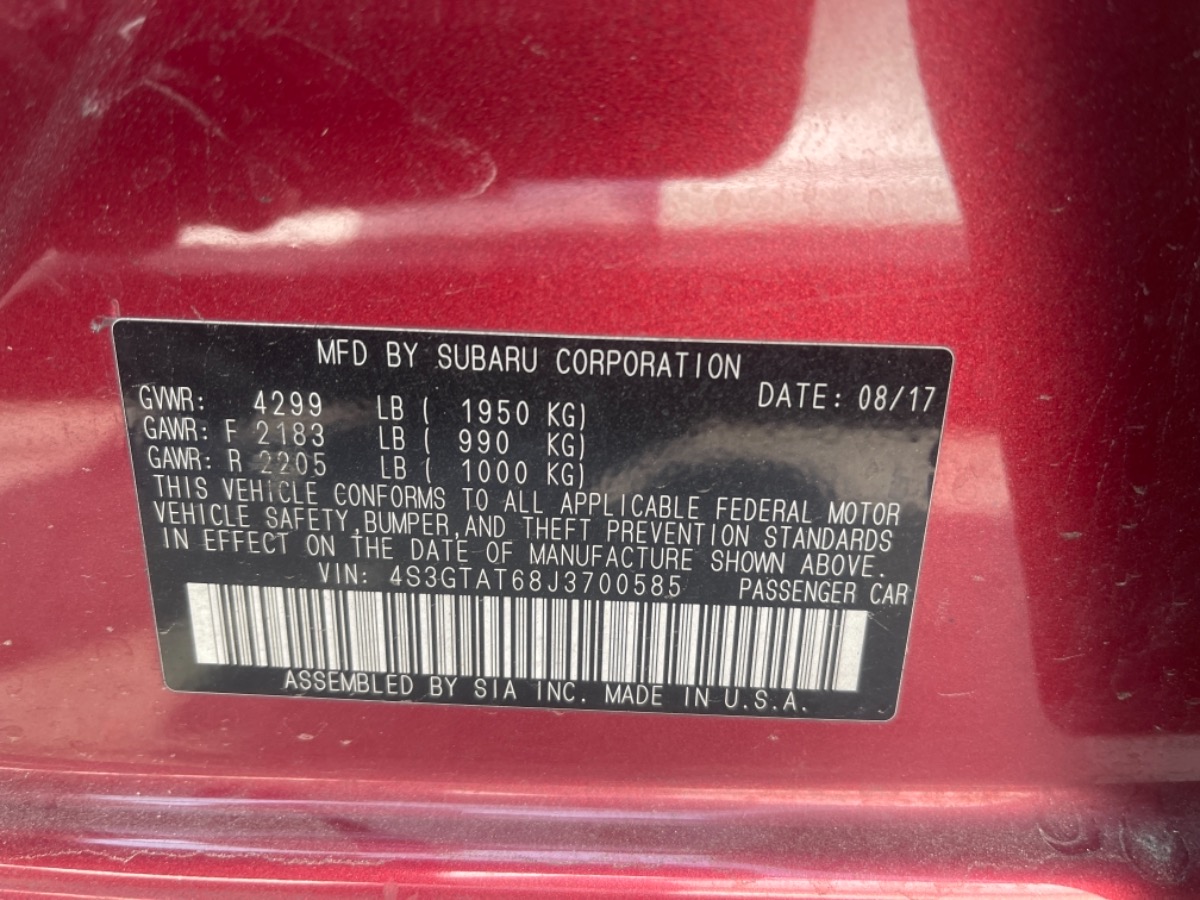 MFD BY SUBARU CORPORATION
DATE: 08/17
GVWR: 4299 LB ( 1950 KG)
GAWR: F 2183 LB ( 990 KG)
GAWR: R 2205 LB ( 1000 KG)
THIS VEHICLE CONFORMS TO ALL APPLICABLE FEDERAL MOTOR
VEHICLE SAFETY,BUMPER,AND THEFT PREVENTION STANDARDS
IN EFFECT ON THE DATE OF MANUFACTURE SHOWN ABOVE.
VIN: 4S3GTAT68J3700585 PASSENGER CAR
ASSEMBLED BY SIA INC. MADE IN U.S.A.